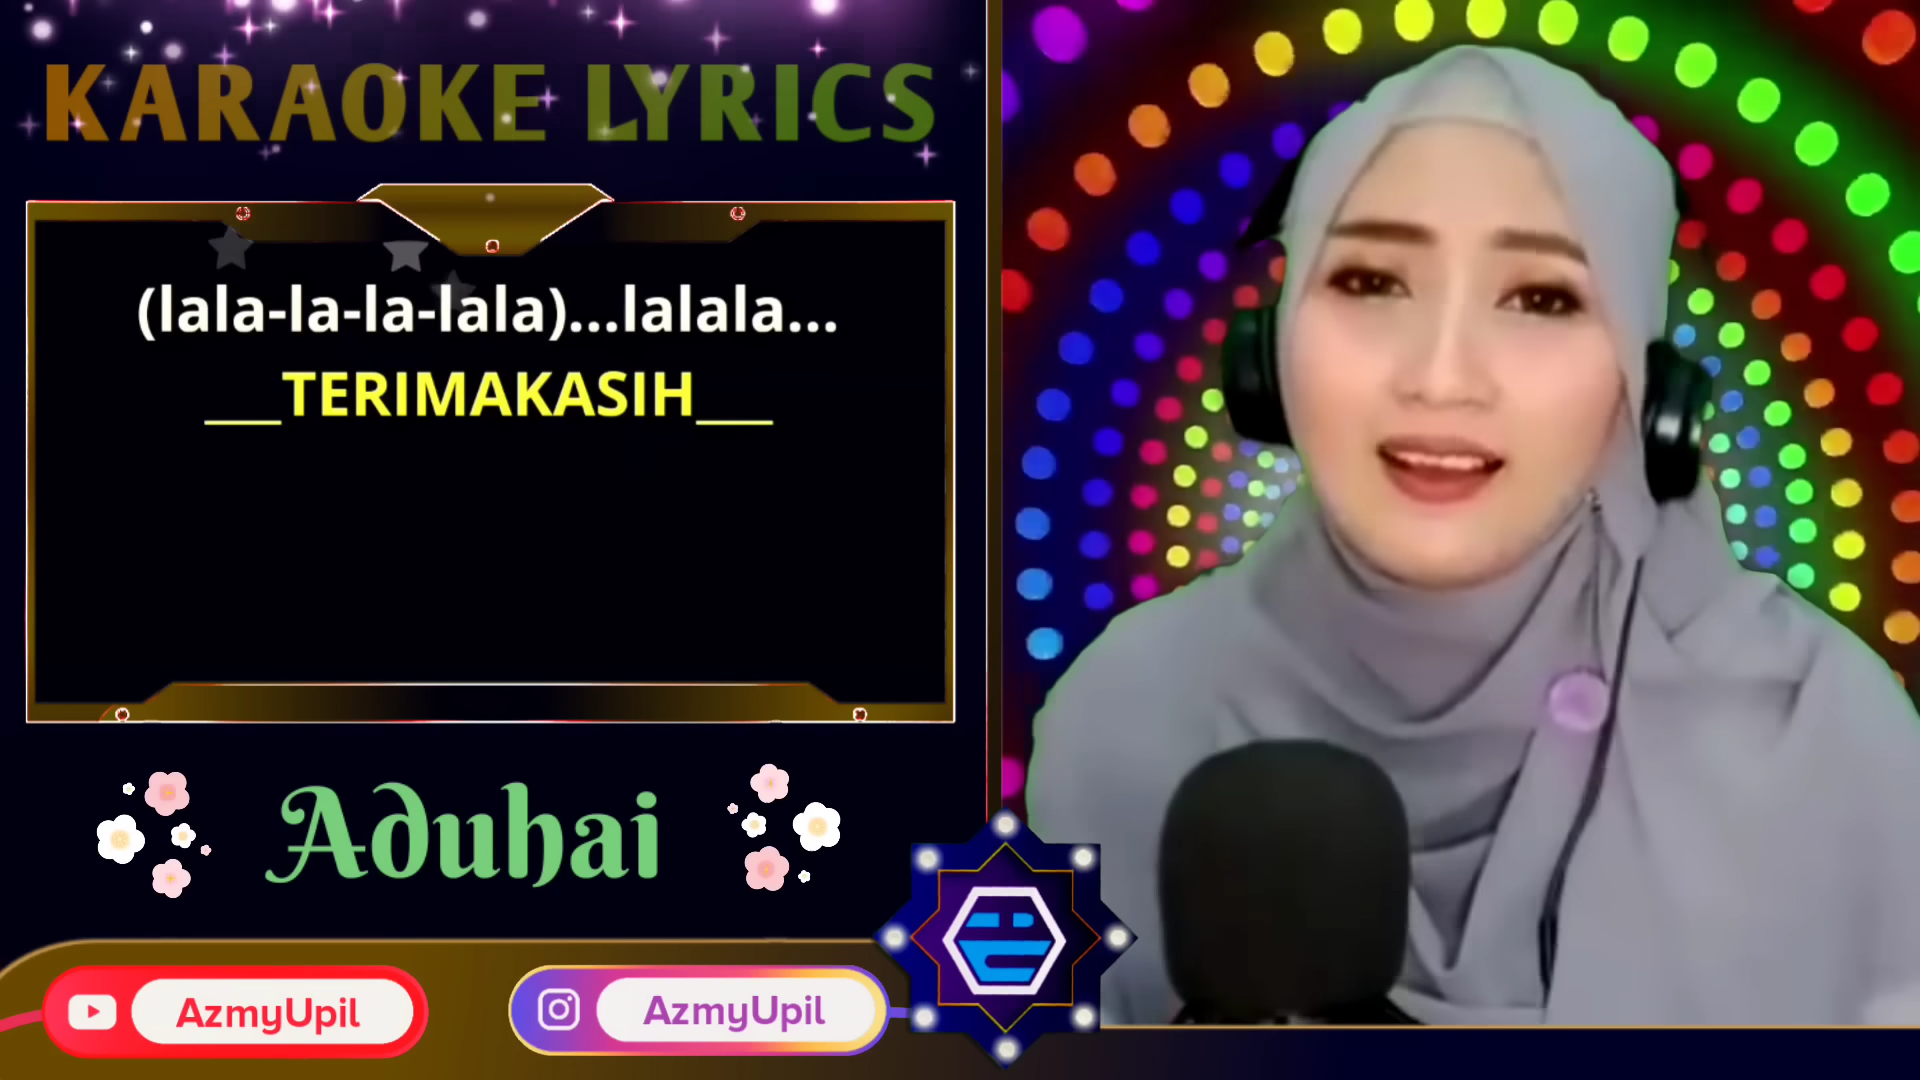 KARAOKE LYRICS
(lala-la-la-lala)...lalala...
___TERIMAKASIH___
Aduhai
AzmyUpil
AzmyUpil